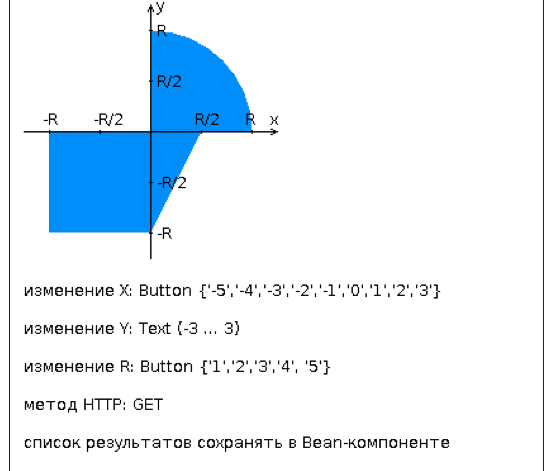 y
R
R/2
-R
-R/2
R/2
R
x
-R/2
-R
изменение X: Button {'-5','-4','-3','-2','-1','0','1','2','3'}
изменение Y: Text (-3 ... 3)
изменение R: Button {'1','2','3','4', '5'}
метод HTTP: GET
список результатов сохранять в Bean-компоненте